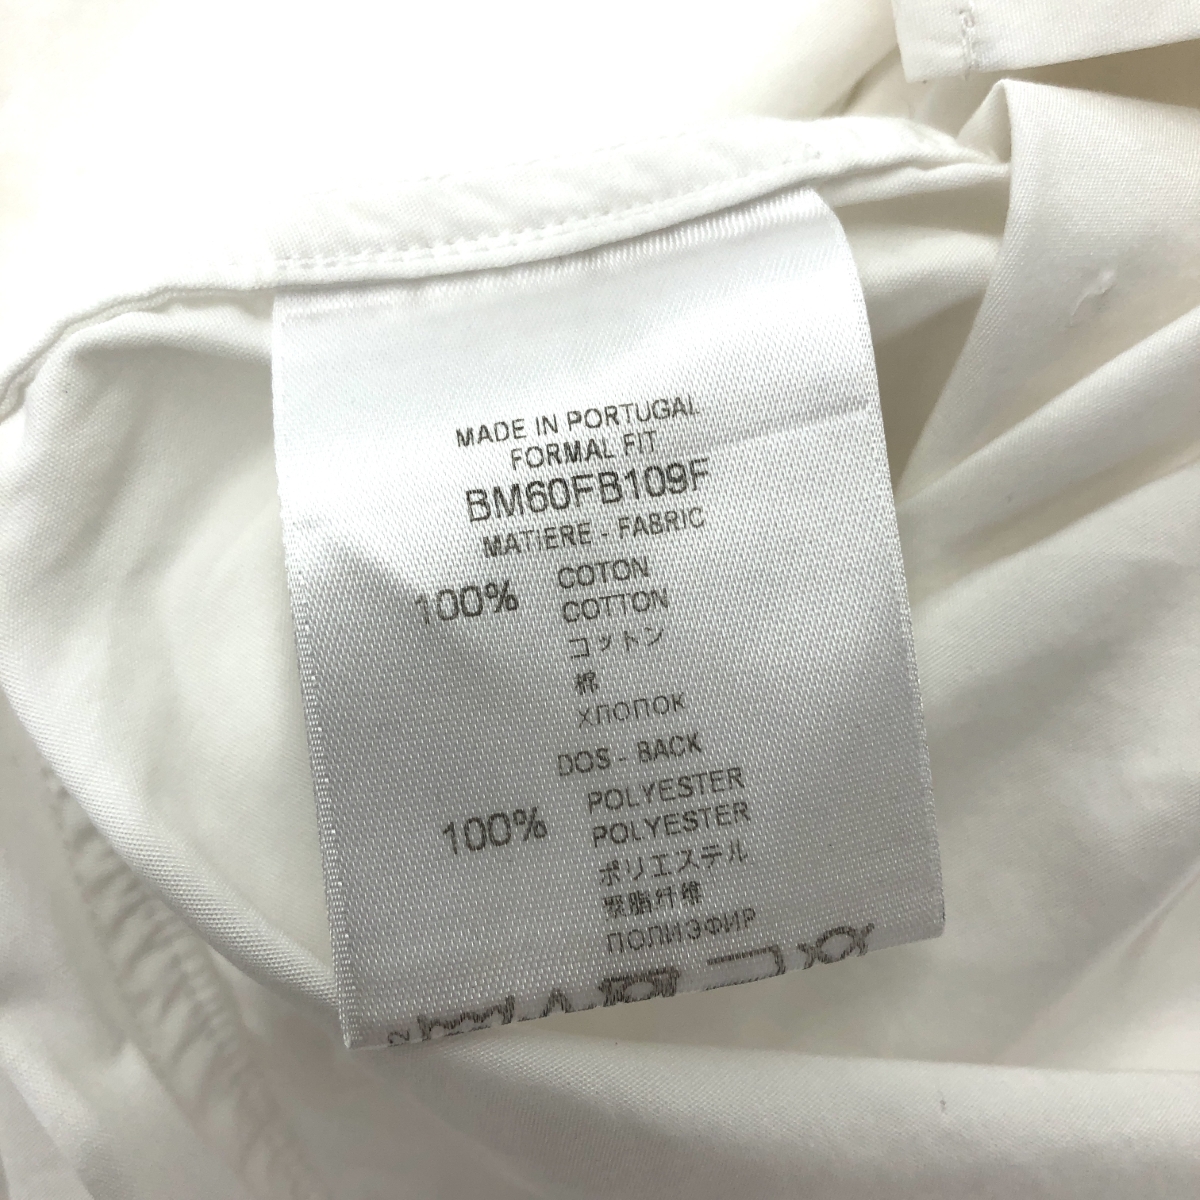 MADE IN PORTUGAL
FORMAL FIT
BM60FB109F
MATIERE - FABRIC
100% COTON
COTTON
コットン
棉
ХЛОПОК
DOS - BACK
100% POLYESTER
POLYESTER
ポリエステル
聚脂纤维
ПОЛИЭФИР